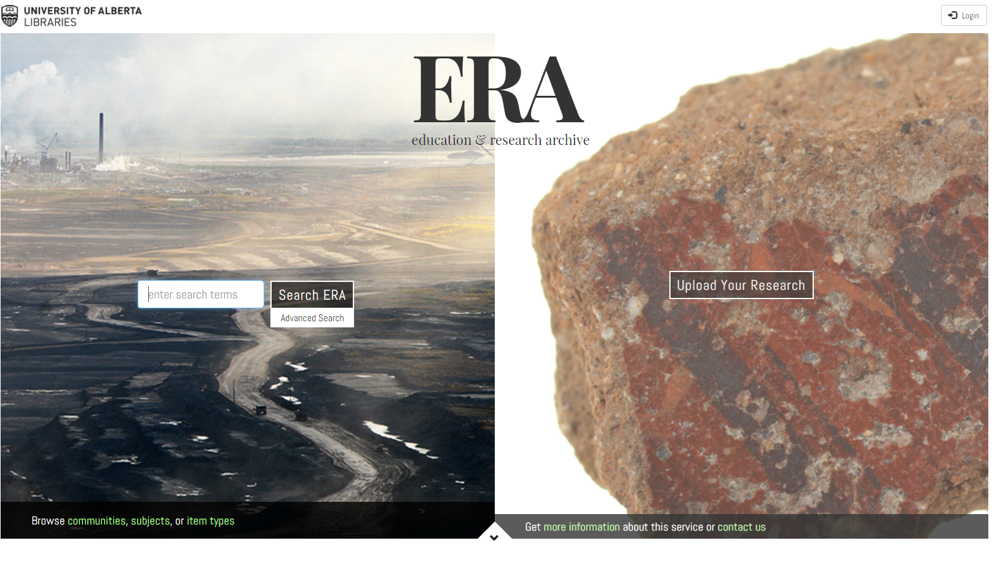 UNIVERSITY OF ALBERTA
LIBRARIES
Login
ERA
education & research archive
enter search terms
Search ERA
Advanced Search
Upload Your Research
Browse communities, subjects, or item types
Get more information about this service or contact us